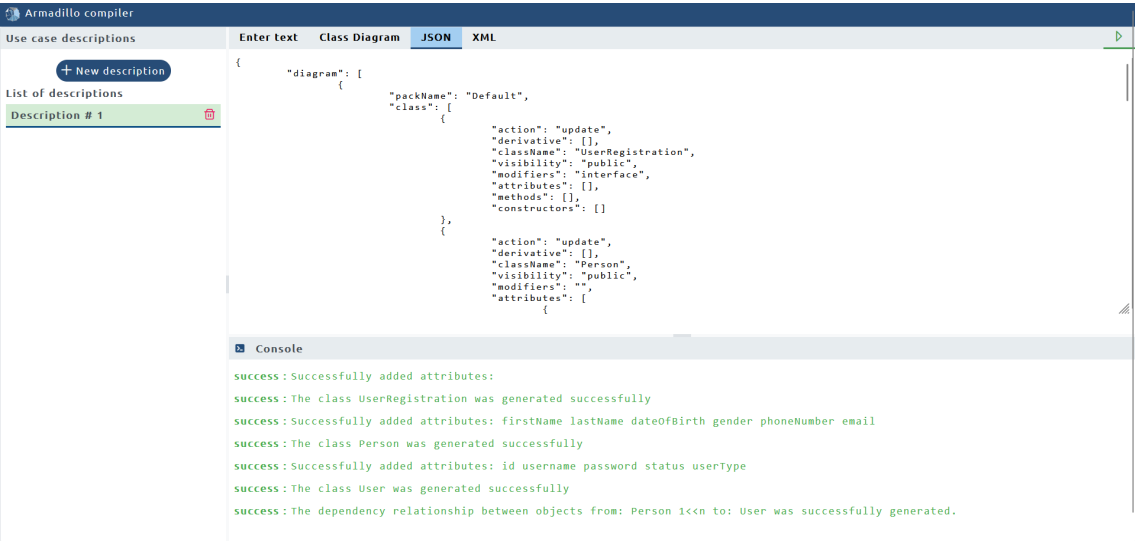 Armadillo compiler
Use case descriptions
+ New description
List of descriptions
Description # 1
Enter text Class Diagram JSON XML
{
"diagram": [
{
"packName": "Default",
"class": [
{
"action": "update",
"derivative": [],
"className": "UserRegistration",
"visibility": "public",
"modifiers": "interface",
"attributes": [],
"methods": [],
"constructors": []
},
{
"action": "update",
"derivative": [],
"className": "Person",
"visibility": "public",
"modifiers": "",
"attributes": [
{
Console
success : Successfully added attributes:
success : The class UserRegistration was generated successfully
success : Successfully added attributes: firstName lastName dateOfBirth gender phoneNumber email
success : The class Person was generated successfully
success : Successfully added attributes: id username password status userType
success : The class User was generated successfully
success : The dependency relationship between objects from: Person 1<<n to: User was successfully generated.